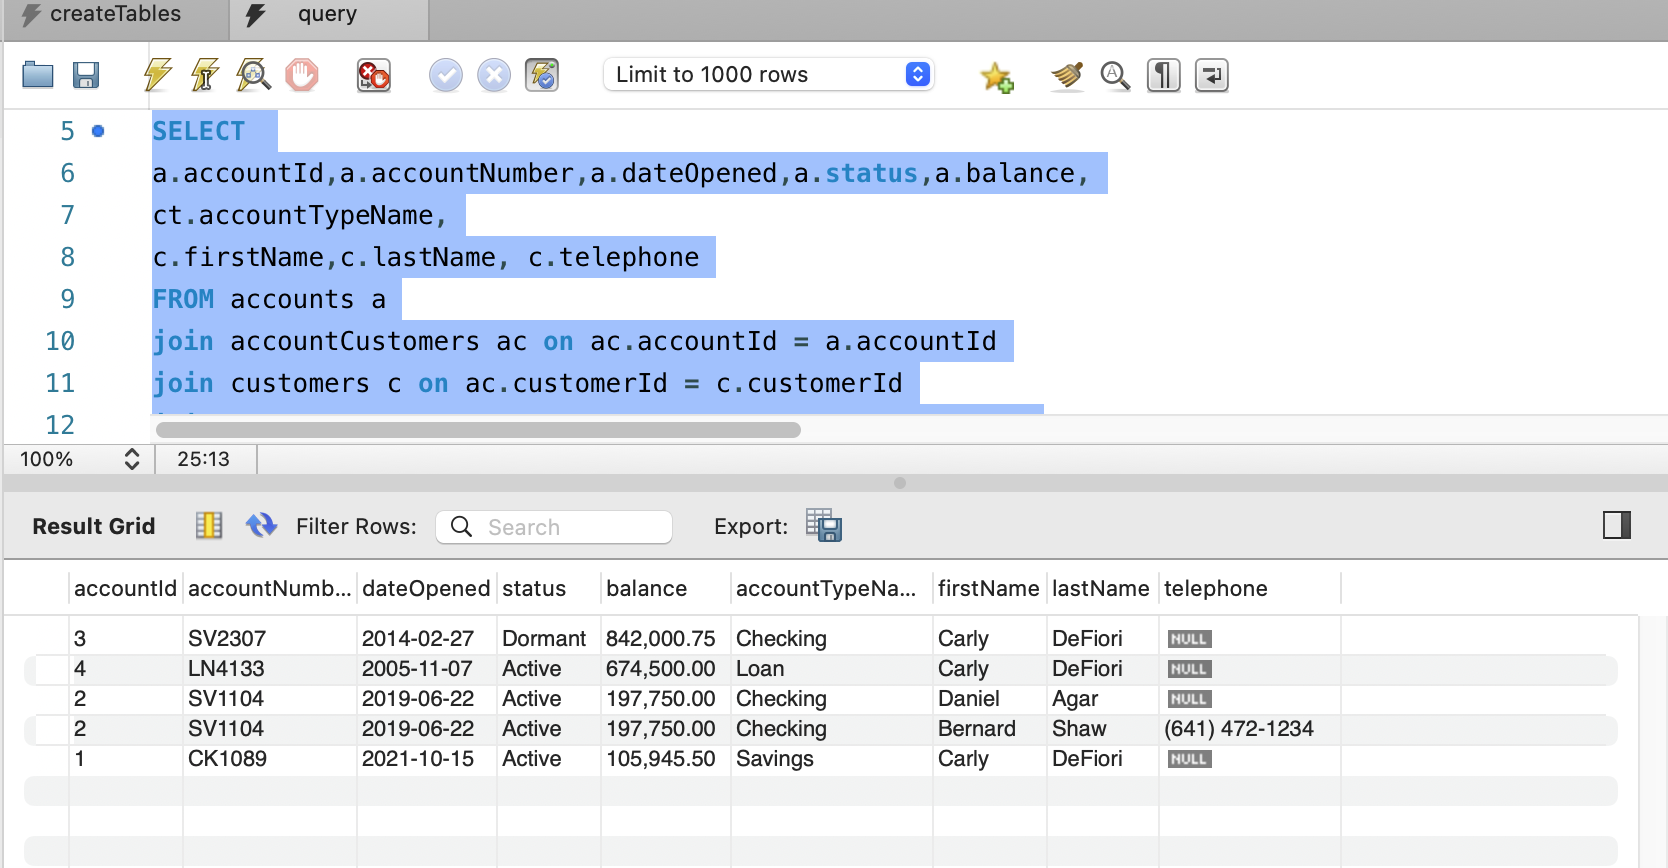 createTables query
Limit to 1000 rows
5 SELECT
6 a.accountId,a.accountNumber,a.dateOpened,a.status,a.balance,
7 ct.accountTypeName,
8 c.firstName,c.lastName, c.telephone
9 FROM accounts a
10 join accountCustomers ac on ac.accountId = a.accountId
11 join customers c on ac.customerId = c.customerId
12
100% 25:13
Result Grid Filter Rows: Search Export:
accountId accountNumb... dateOpened status balance accountTypeNa... firstName lastName telephone
3 SV2307 2014-02-27 Dormant 842,000.75 Checking Carly DeFiori NULL
4 LN4133 2005-11-07 Active 674,500.00 Loan Carly DeFiori NULL
2 SV1104 2019-06-22 Active 197,750.00 Checking Daniel Agar NULL
2 SV1104 2019-06-22 Active 197,750.00 Checking Bernard Shaw (641) 472-1234
1 CK1089 2021-10-15 Active 105,945.50 Savings Carly DeFiori NULL